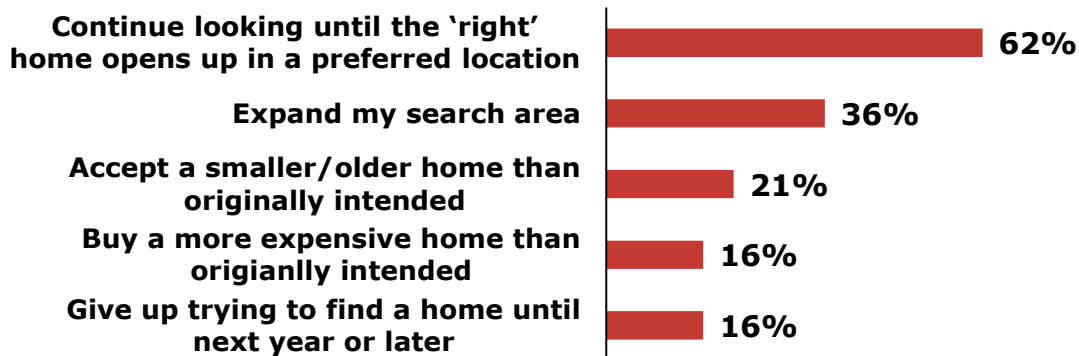 Continue looking until the ‘right’
home opens up in a preferred location
62%
Expand my search area
36%
Accept a smaller/older home than
originally intended
21%
Buy a more expensive home than
origianlly intended
16%
Give up trying to find a home until
next year or later
16%